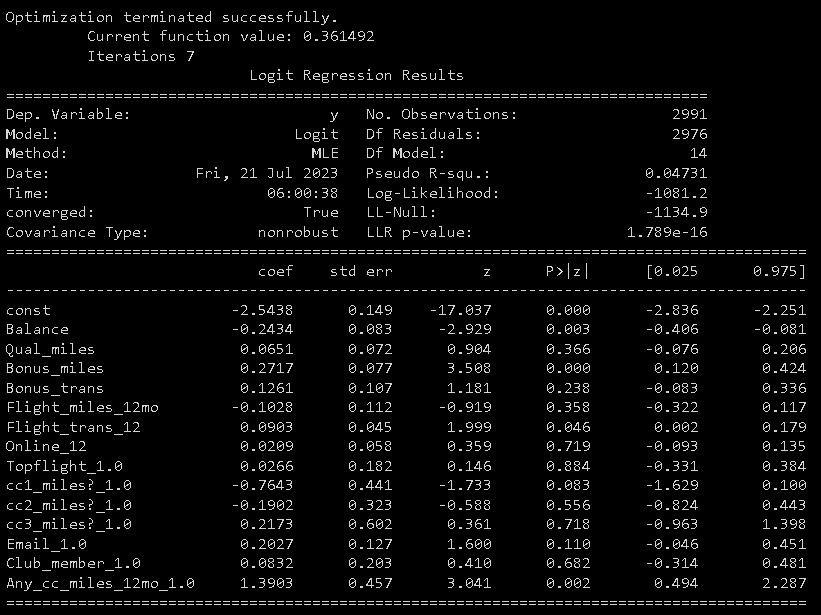 Optimization terminated successfully.
         Current function value: 0.361492
         Iterations 7
                           Logit Regression Results
==============================================================================
Dep. Variable:                      y   No. Observations:                 2991
Model:                          Logit   Df Residuals:                     2976
Method:                           MLE   Df Model:                           14
Date:                Fri, 21 Jul 2023   Pseudo R-squ.:                 0.04731
Time:                        06:00:38   Log-Likelihood:                -1081.2
converged:                       True   LL-Null:                       -1134.9
Covariance Type:            nonrobust   LLR p-value:                 1.789e-16
=========================================================================================
                            coef    std err          z      P>|z|      [0.025      0.975]
-----------------------------------------------------------------------------------------
const                    -2.5438      0.149    -17.037      0.000      -2.836      -2.251
Balance                  -0.2434      0.083     -2.929      0.003      -0.406      -0.081
Qual_miles                0.0651      0.072      0.904      0.366      -0.076       0.206
Bonus_miles               0.2717      0.077      3.508      0.000       0.120       0.424
Bonus_trans               0.1261      0.107      1.181      0.238      -0.083       0.336
Flight_miles_12mo        -0.1028      0.112     -0.919      0.358      -0.322       0.117
Flight_trans_12           0.0903      0.045      1.999      0.046       0.002       0.179
Online_12                 0.0209      0.058      0.359      0.719      -0.093       0.135
Topflight_1.0             0.0266      0.182      0.146      0.884      -0.331       0.384
cc1_miles?_1.0           -0.7643      0.441     -1.733      0.083      -1.629       0.100
cc2_miles?_1.0           -0.1902      0.323     -0.588      0.556      -0.824       0.443
cc3_miles?_1.0            0.2173      0.602      0.361      0.718      -0.963       1.398
Email_1.0                 0.2027      0.127      1.600      0.110      -0.046       0.451
Club_member_1.0           0.0832      0.203      0.410      0.682      -0.314       0.481
Any_cc_miles_12mo_1.0     1.3903      0.457      3.041      0.002       0.494       2.287
=========================================================================================